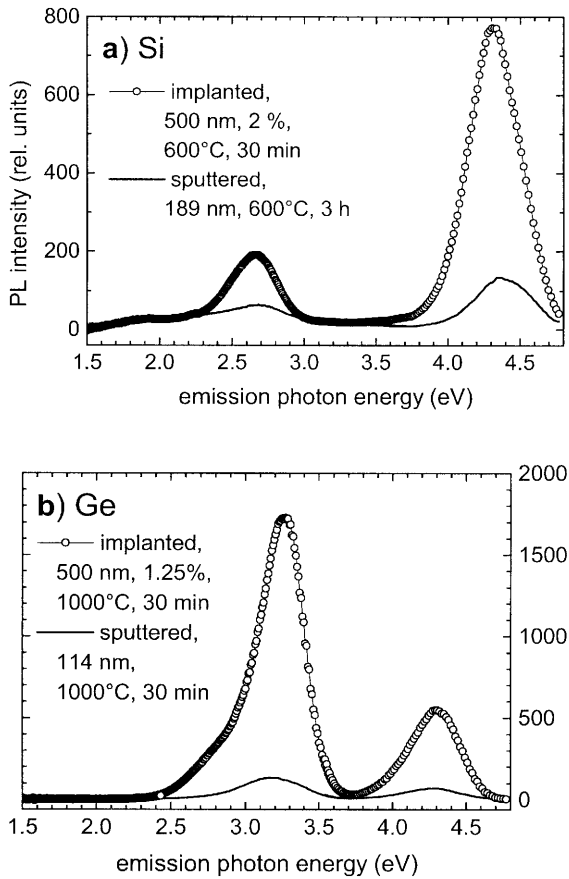 a) Si
implanted,
500 nm, 2 %,
600°C, 30 min
sputtered,
189 nm, 600°C, 3 h
PL intensity (rel. units)
800
600
400
200
0
1.5 2.0 2.5 3.0 3.5 4.0 4.5
emission photon energy (eV)
b) Ge
implanted,
500 nm, 1.25%,
1000°C, 30 min
sputtered,
114 nm,
1000°C, 30 min
2000
1500
1000
500
0
1.5 2.0 2.5 3.0 3.5 4.0 4.5
emission photon energy (eV)